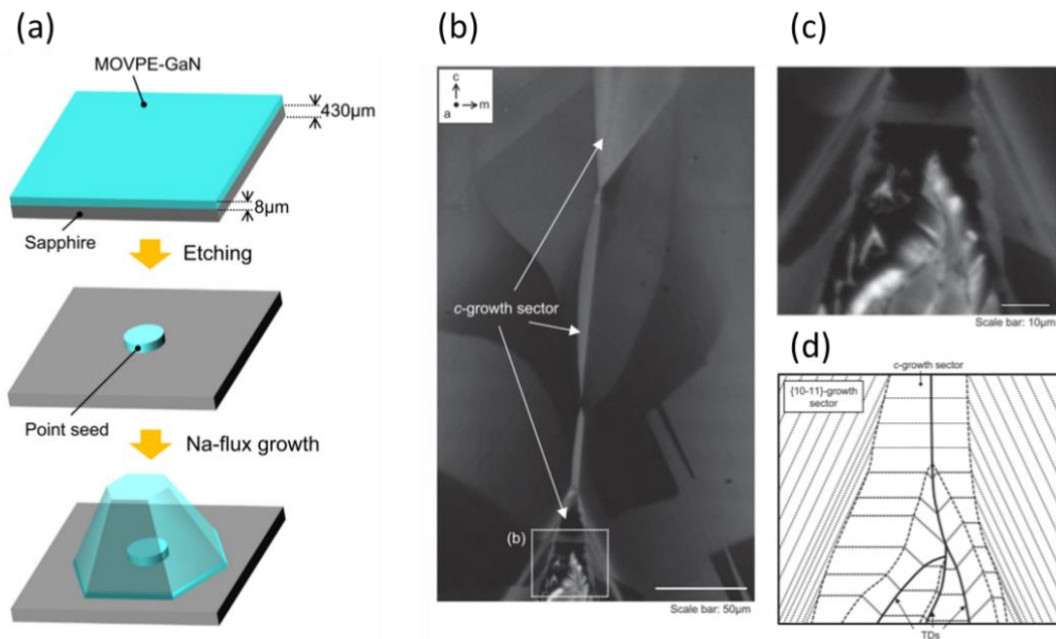 (a)
MOVPE-GaN
430μm
8μm
Sapphire
Etching
Point seed
Na-flux growth
(b)
c
a
m
c-growth sector
(b)
Scale bar: 50μm
(c)
Scale bar: 10μm
(d)
c-growth sector
{10-11}-growth
sector
TDs